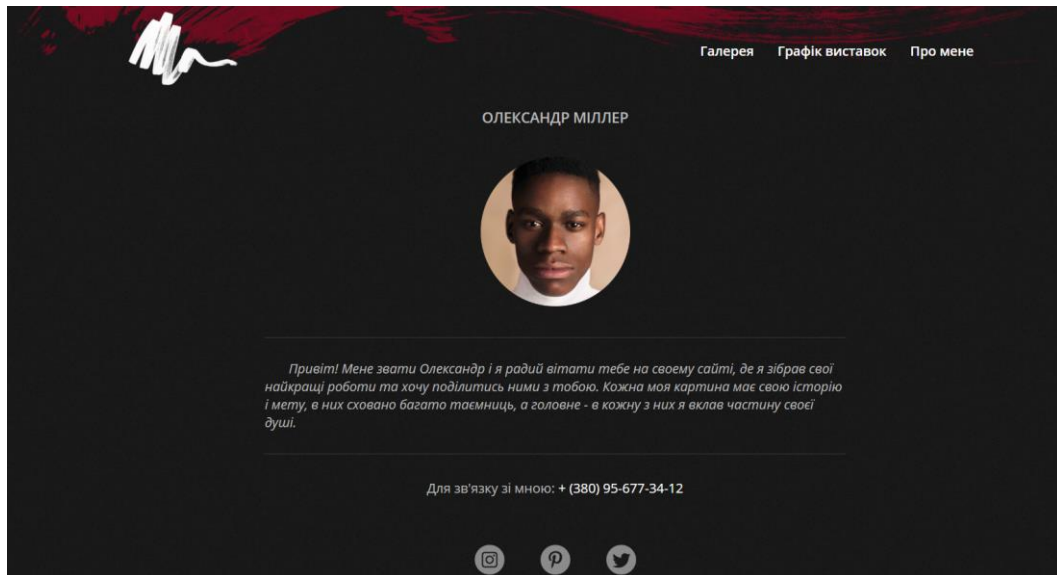 Галерея Графік виставок Про мене
ОЛЕКСАНДР МІЛЛЕР
Привіт! Мене звати Олександр і я радий вітати тебе на своему сайті, де я зібрав свої
найкращі роботи та хочу поділитись ними з тобою. Кожна моя картина має свою історію
і мету, в них сховано багато таємниць, а головне - в кожну з них я вклав частину своєї
душі.
Для зв'язку зі мною: + (380) 95-677-34-12